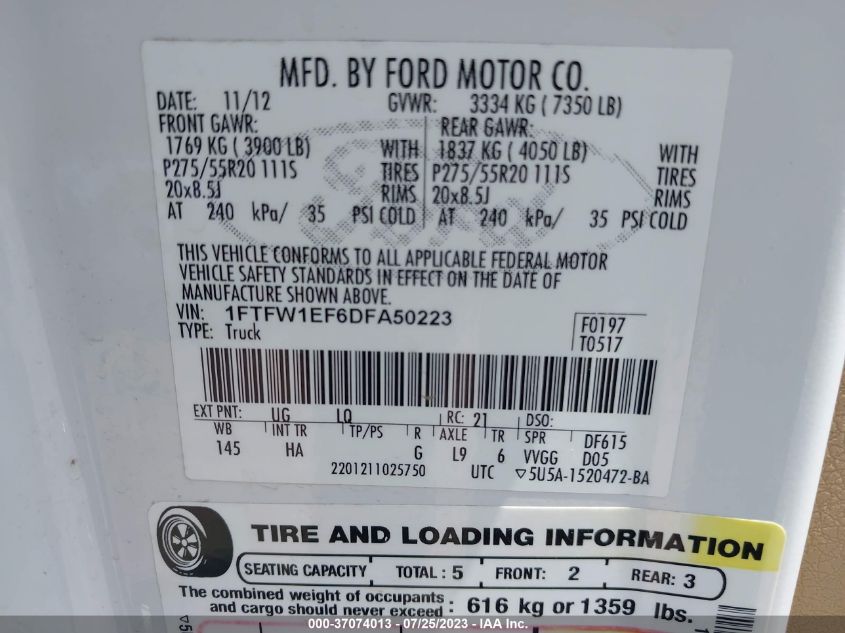 MFD. BY FORD MOTOR CO.
DATE: 11/12 GVWR: 3334 KG ( 7350 LB)
FRONT GAWR: REAR GAWR:
1769 KG ( 3900 LB) WITH 1837 KG ( 4050 LB) WITH
P275/55R20 111S TIRES P275/55R20 111S TIRES
20x8.5J RIMS 20x8.5J RIMS
AT 240 kPa/ 35 PSI COLD AT 240 kPa/ 35 PSI COLD
THIS VEHICLE CONFORMS TO ALL APPLICABLE FEDERAL MOTOR
VEHICLE SAFETY STANDARDS IN EFFECT ON THE DATE OF
MANUFACTURE SHOWN ABOVE.
VIN: 1FTFW1EF6DFA50223
TYPE: Truck
F0197
T0517
EXT PNT: UG LQ RC: 21 DSO:
WB INT TR TP/PS R AXLE TR SPR DF615
145 HA G L9 6 VVGG D05
2201211025750 UTC ▽5U5A-1520472-BA
TIRE AND LOADING INFORMATION
SEATING CAPACITY TOTAL : 5 FRONT: 2 REAR: 3
The combined weight of occupants
and cargo should never exceed : 616 kg or 1359 lbs.
000-37074013 - 07/25/2023 - IAA Inc.